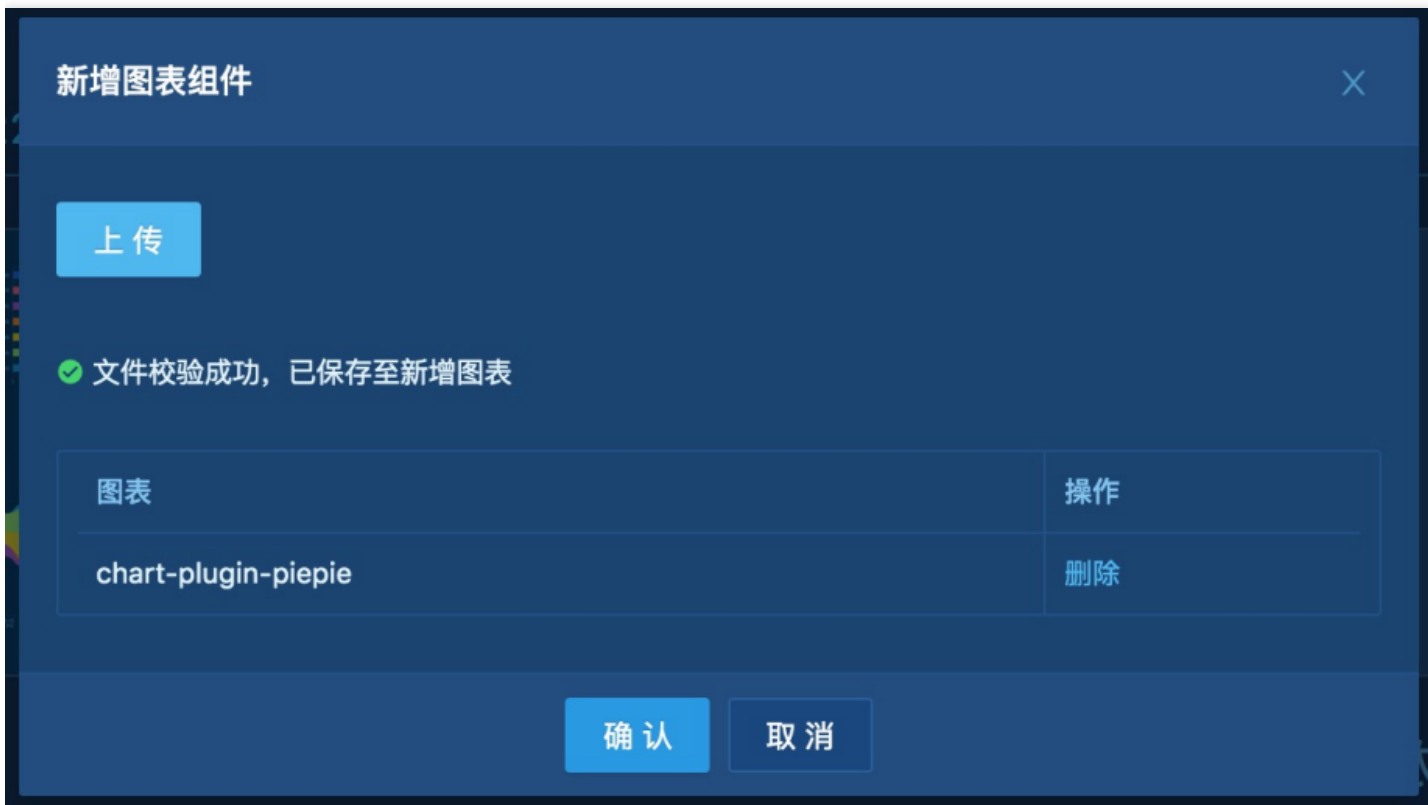 新增图表组件
上传
文件校验成功，已保存至新增图表
图表 操作
chart-plugin-piepie 删除
确认 取消